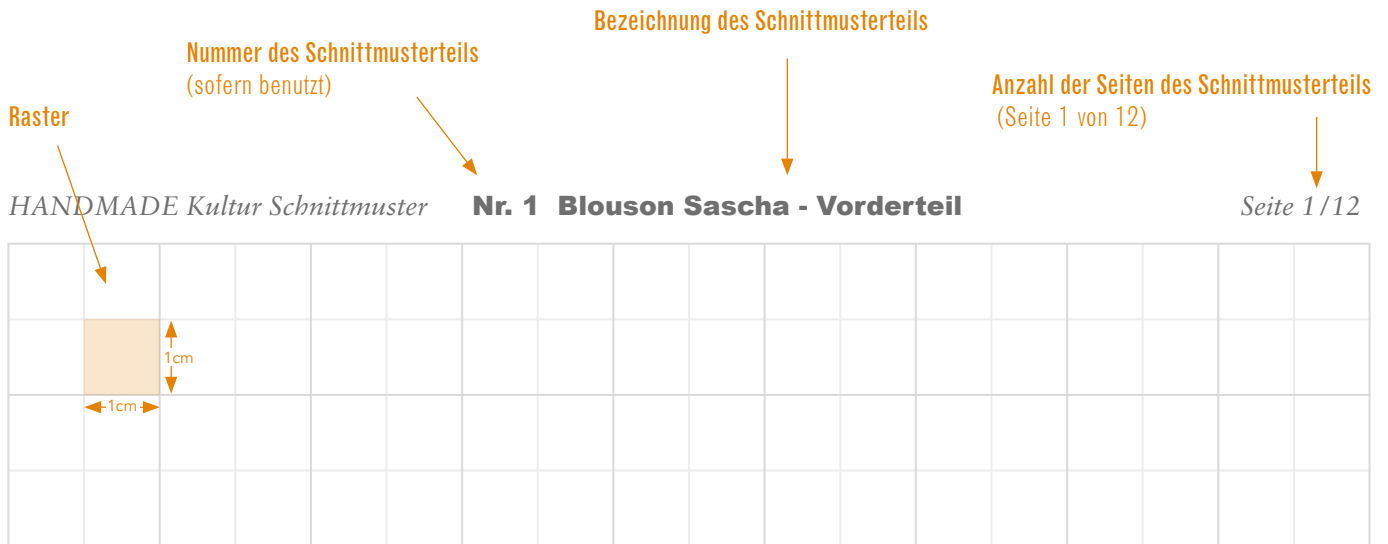 Bezeichnung des Schnittmusterteils
Nummer des Schnittmusterteils
(sofern benutzt)
Anzahl der Seiten des Schnittmusterteils
(Seite 1 von 12)
Raster
HANDMADE Kultur Schnittmuster Nr. 1 Blouson Sascha - Vorderteil Seite 1/12
1cm
1cm